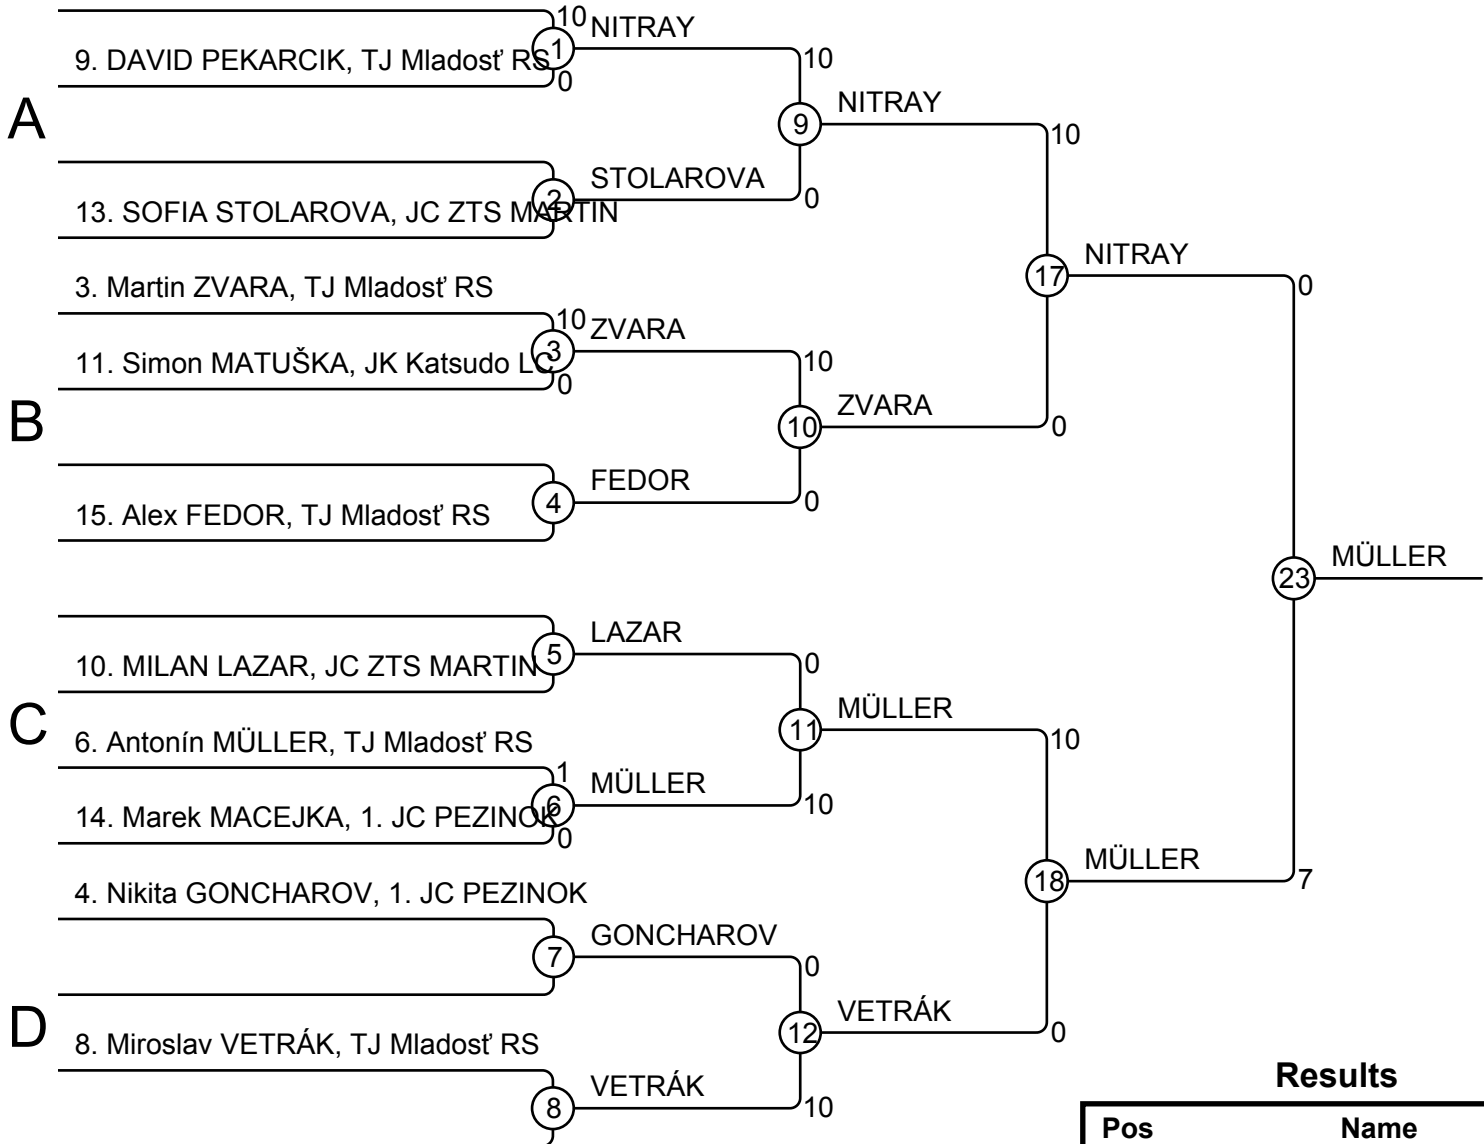 10
NITRAY
9. DAVID PEKARCIK, TJ Mladosť RS
1
0
10
A
9
NITRAY
10
STOLAROVA
2
13. SOFIA STOLAROVA, JC ZTS MARTIN
0
3. Martin ZVARA, TJ Mladosť RS
17
NITRAY
0
10
ZVARA
11. Simon MATUŠKA, JK Katsudo LC
3
0
10
B
10
ZVARA
0
FEDOR
4
15. Alex FEDOR, TJ Mladosť RS
0
23
MÜLLER
LAZAR
10. MILAN LAZAR, JC ZTS MARTIN
5
0
C
6. Antonín MÜLLER, TJ Mladosť RS
11
MÜLLER
10
1
MÜLLER
14. Marek MACEJKA, 1. JC PEZINOK
6
0
10
4. Nikita GONCHAROV, 1. JC PEZINOK
18
MÜLLER
7
GONCHAROV
7
0
D
8. Miroslav VETRÁK, TJ Mladosť RS
12
VETRÁK
0
VETRÁK
8
10
Results
Pos Name